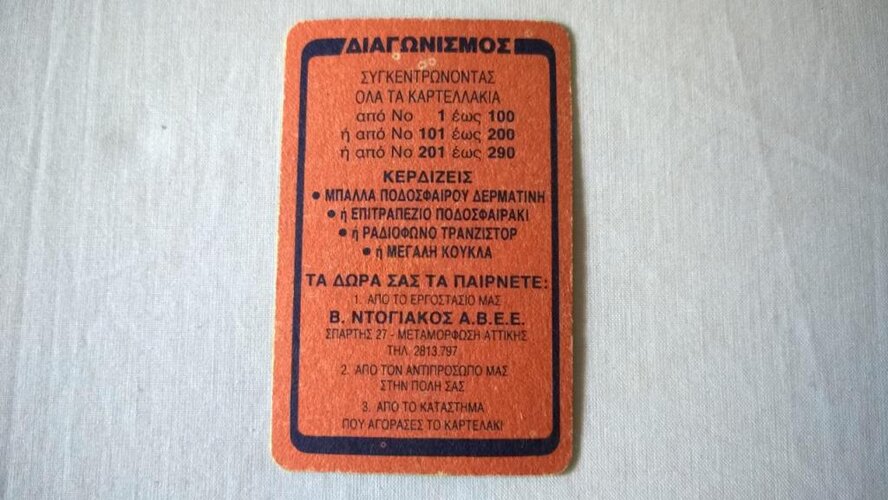 ΔΙΑΓΩΝΙΣΜΟΣ
ΣΥΓΚΕΝΤΡΩΝΟΝΤΑΣ
ΟΛΑ ΤΑ ΚΑΡΤΕΛΛΑΚΙΑ
από Νο 1 έως 100
ή από Νο 101 έως 200
ή από Νο 201 έως 290
ΚΕΡΔΙΖΕΙΣ
● ΜΠΑΛΛΑ ΠΟΔΟΣΦΑΙΡΟΥ ΔΕΡΜΑΤΙΝΗ
● ή ΕΠΙΤΡΑΠΕΖΙΟ ΠΟΔΟΣΦΑΙΡΑΚΙ
● ή ΡΑΔΙΟΦΩΝΟ ΤΡΑΝΖΙΣΤΟΡ
● ή ΜΕΓΑΛΗ ΚΟΥΚΛΑ
ΤΑ ΔΩΡΑ ΣΑΣ ΤΑ ΠΑΙΡΝΕΤΕ:
1. ΑΠΟ ΤΟ ΕΡΓΟΣΤΑΣΙΟ ΜΑΣ
Β. ΝΤΟΓΙΑΚΟΣ Α.Β.Ε.Ε.
ΣΠΑΡΤΗΣ 27 - ΜΕΤΑΜΟΡΦΩΣΗ ΑΤΤΙΚΗΣ
ΤΗΛ. 2813.797
2. ΑΠΟ ΤΟΝ ΑΝΤΙΠΡΟΣΩΠΟ ΜΑΣ
ΣΤΗΝ ΠΟΛΗ ΣΑΣ
3. ΑΠΟ ΤΟ ΚΑΤΑΣΤΗΜΑ
ΠΟΥ ΑΓΟΡΑΣΕΣ ΤΟ ΚΑΡΤΕΛΑΚΙ